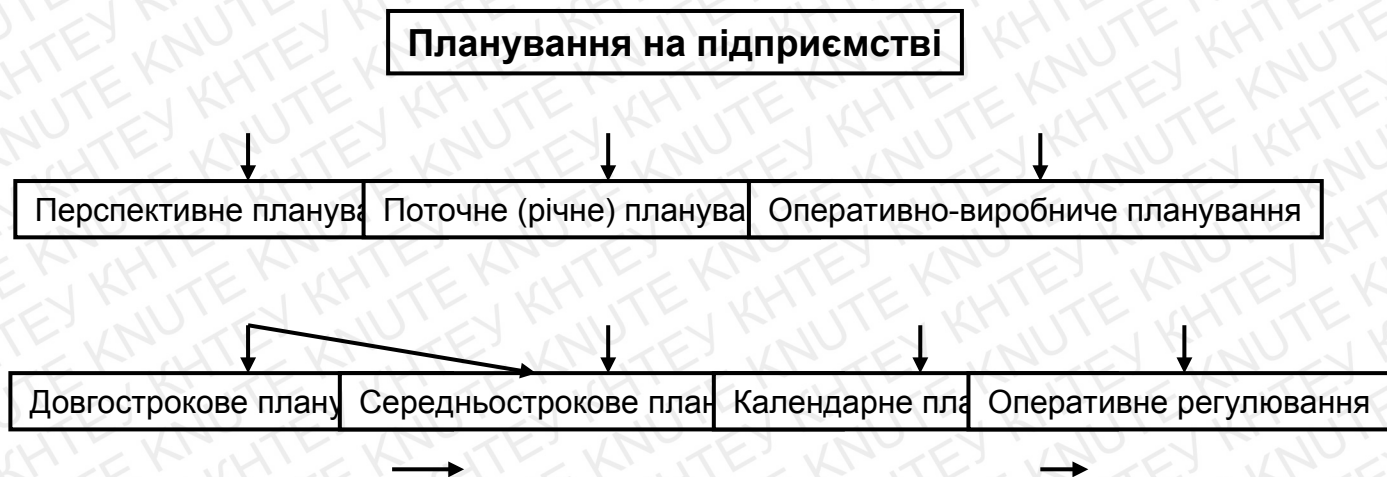 Планування на підприємстві
Перспективне планува
Поточне (річне) планува
Оперативно-виробниче планування
Довгострокове плану
Середньострокове план
Календарне пла
Оперативне регулювання